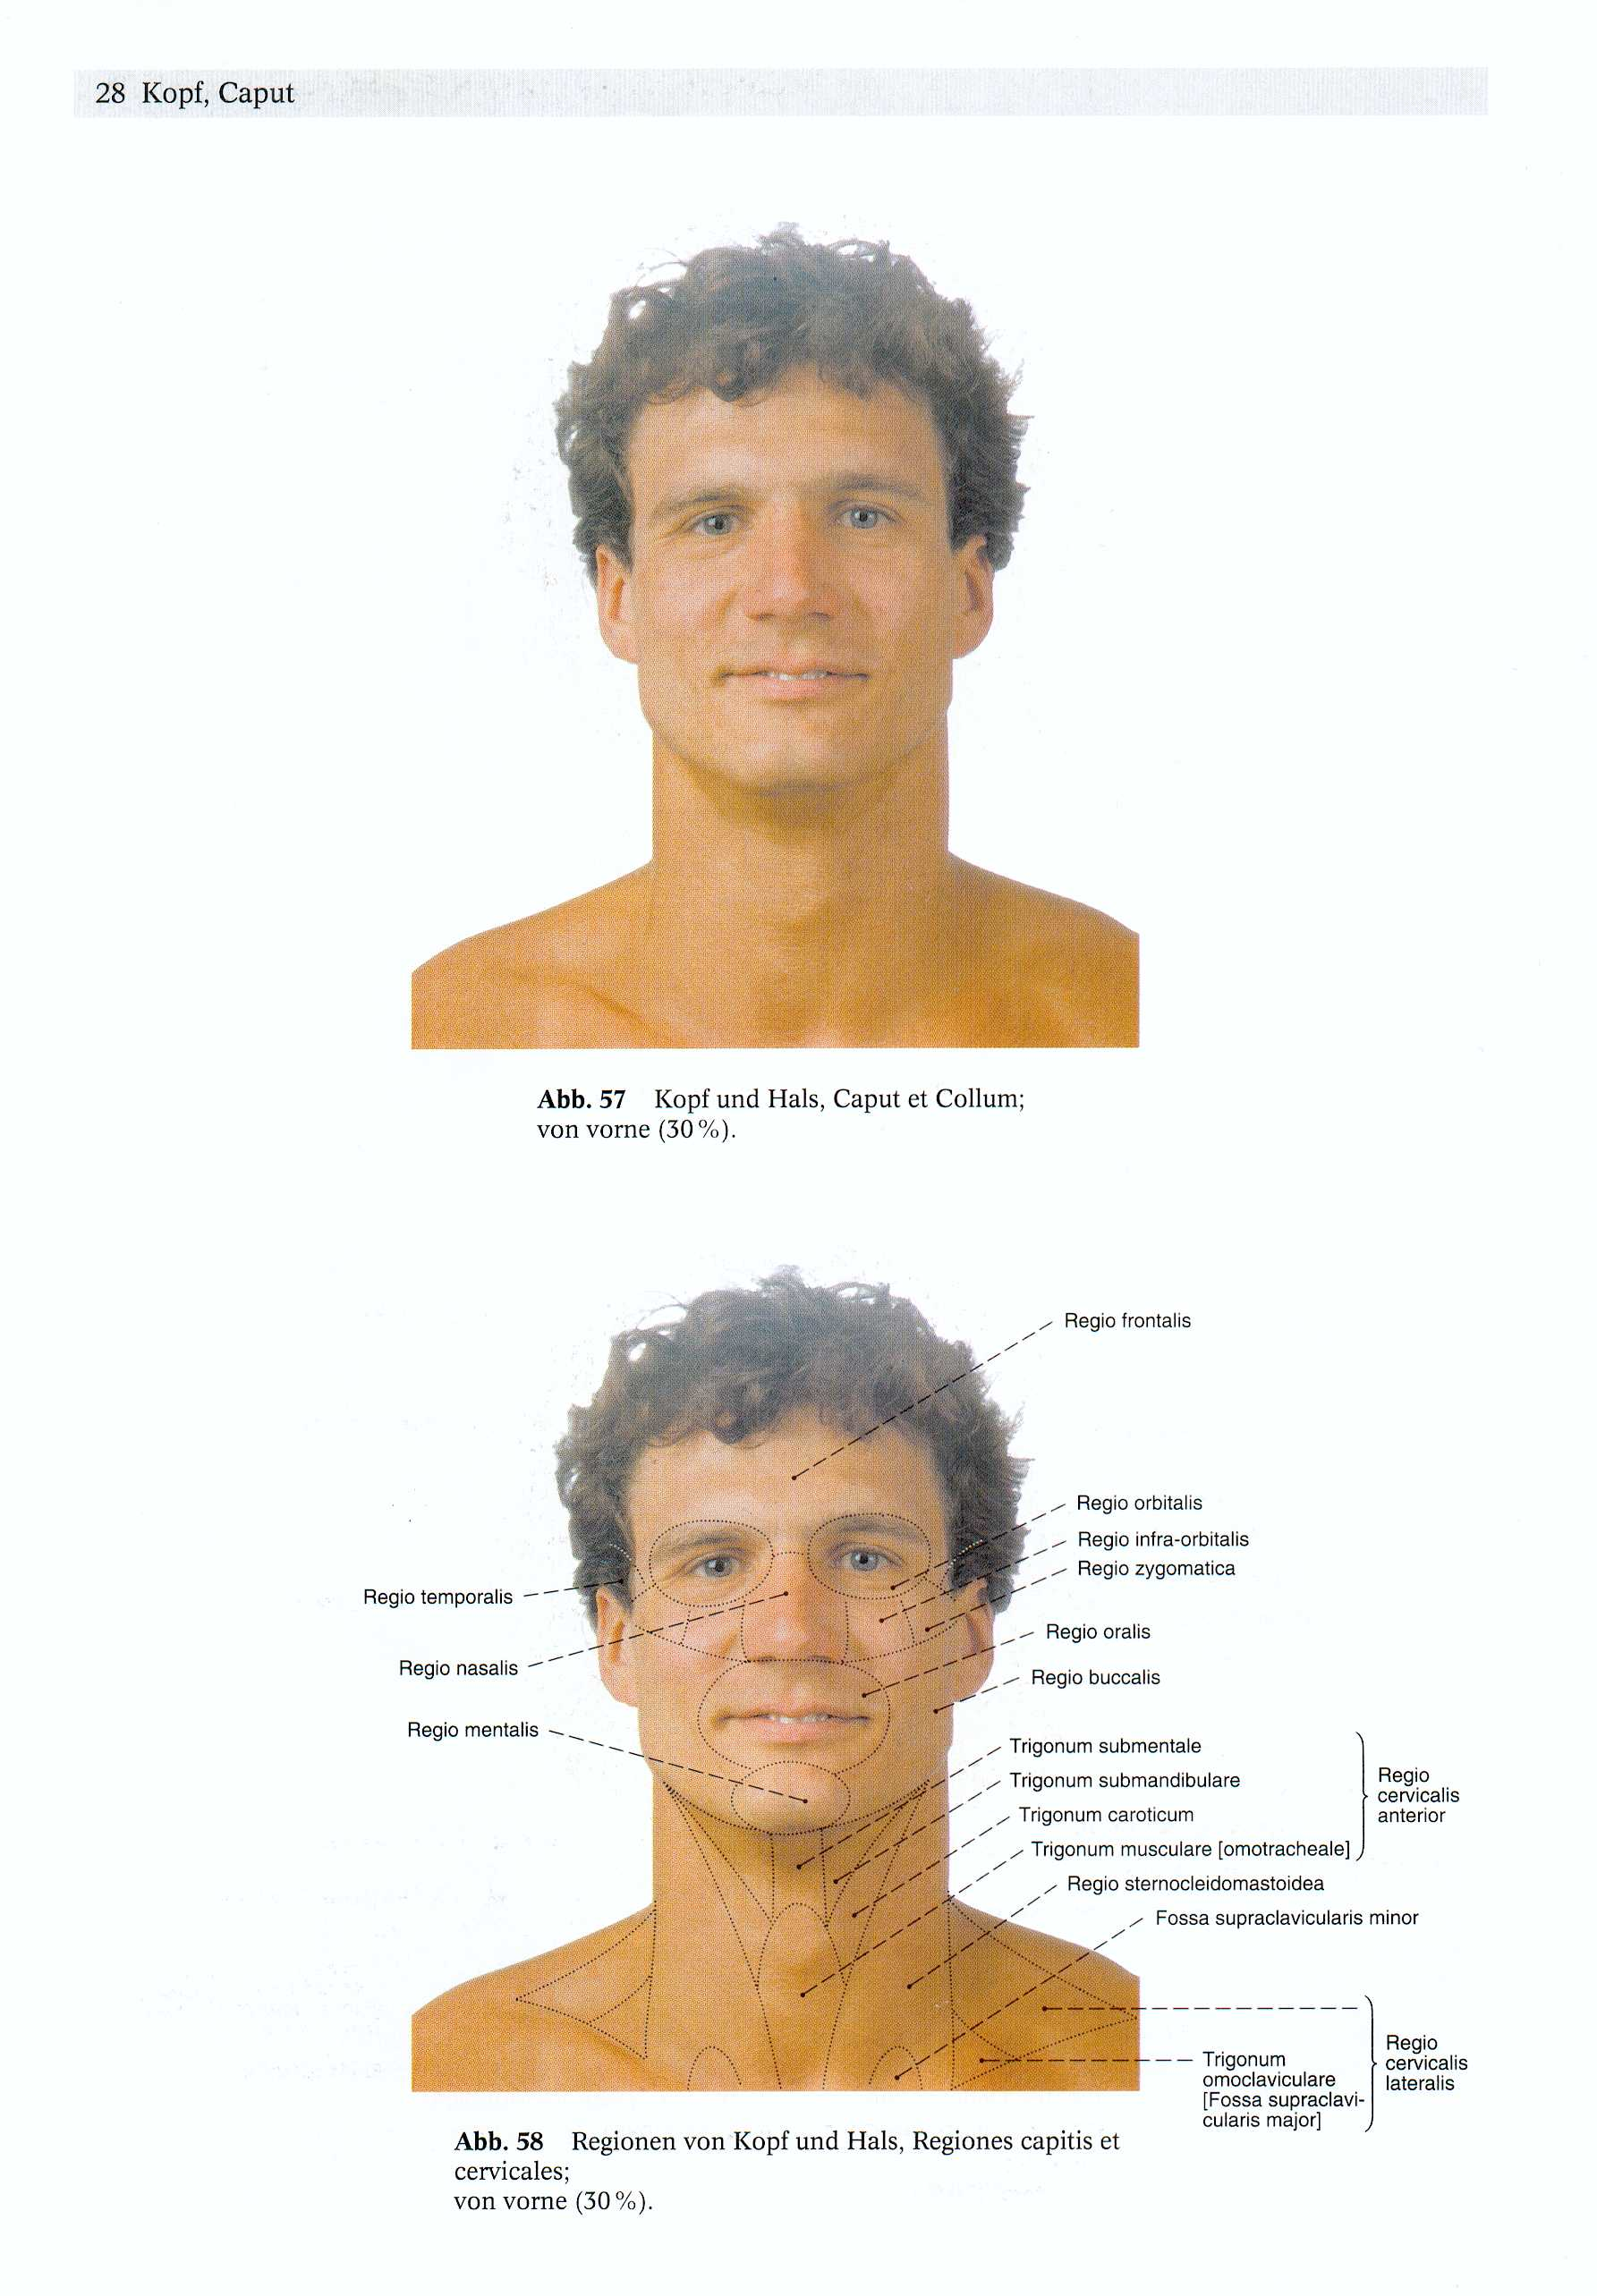 28 Kopf, Caput
Abb. 57 Kopf und Hals, Caput et Collum;
von vorne (30%).
Regio frontalis
Regio orbitalis
Regio infra-orbitalis
Regio zygomatica
Regio temporalis
Regio oralis
Regio nasalis
Regio buccalis
Regio mentalis
Trigonum submentale
Trigonum submandibulare
Trigonum caroticum
Trigonum musculare [omotracheale]
Regio
cervicalis
anterior
Regio sternocleidomastoidea
Fossa supraclavicularis minor
Trigonum
omoclaviculare
[Fossa supraclavi-
cularis major]
Regio
cervicalis
lateralis
Abb. 58 Regionen von Kopf und Hals, Regiones capitis et
cervicales;
von vorne (30%).